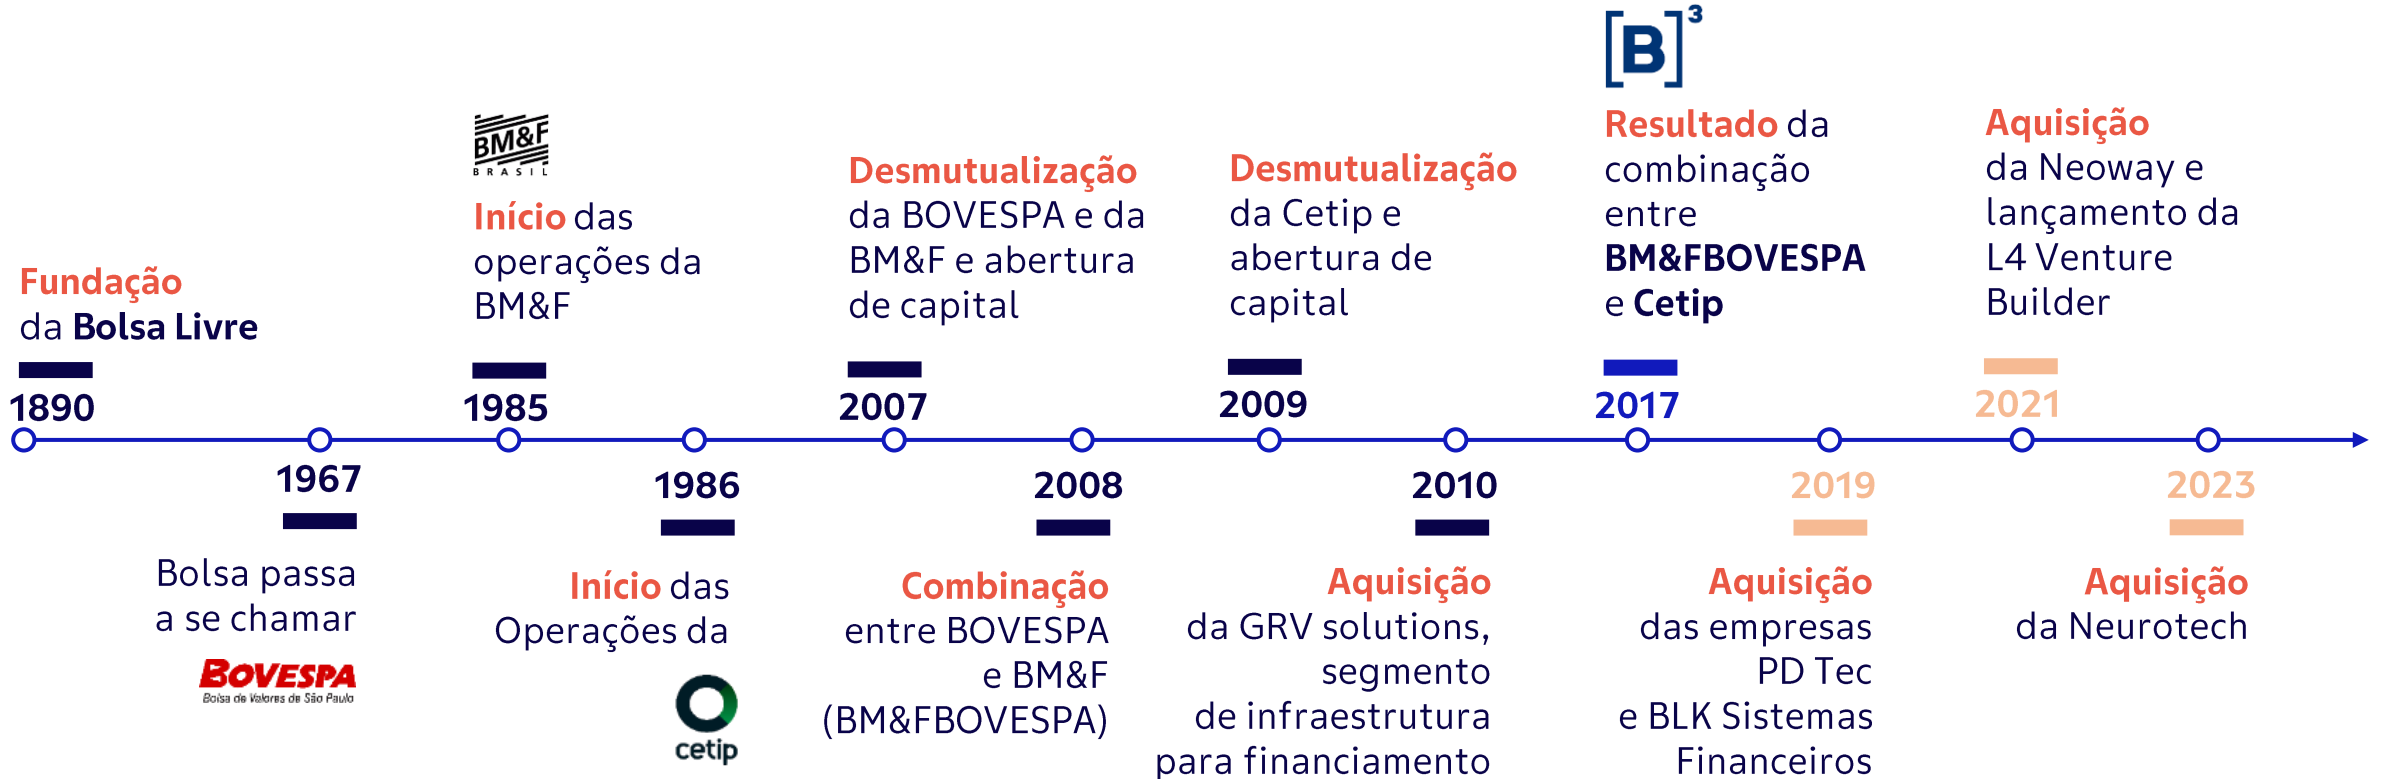 Fundação
da Bolsa Livre
1890
1967
Bolsa passa
a se chamar
BOVESPA
Bolsa de Valores de São Paulo
BM&F
BRASIL
Início das
operações da
BM&F
1985
1986
Início das
Operações da
cetip
Desmutualização
da BOVESPA e da
BM&F e abertura
de capital
2007
2008
Combinação
entre BOVESPA
e BM&F
(BM&FBOVESPA)
Desmutualização
da Cetip e
abertura de
capital
2009
2010
Aquisição
da GRV solutions,
segmento
de infraestrutura
para financiamento
[B]³
Resultado da
combinação
entre
BM&FBOVESPA
e Cetip
2017
2019
Aquisição
das empresas
PD Tec
e BLK Sistemas
Financeiros
Aquisição
da Neoway e
lançamento da
L4 Venture
Builder
2021
2023
Aquisição
da Neurotech